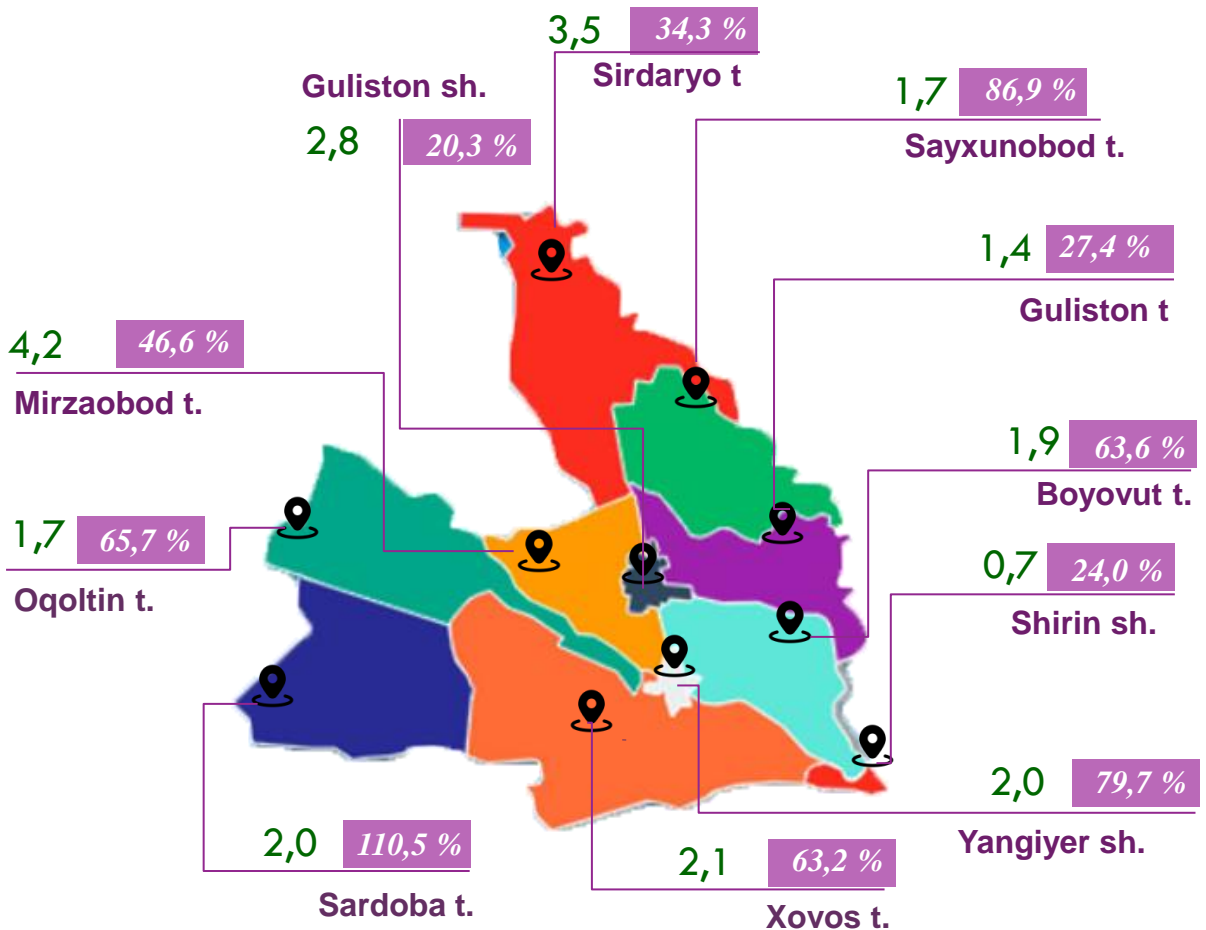 3,5 34,3 %
Sirdaryo t
Guliston sh.
2,8 20,3 %
1,7 86,9 %
Sayxunobod t.
1,4 27,4 %
Guliston t
4,2 46,6 %
Mirzaobod t.
1,9 63,6 %
Boyovut t.
1,7 65,7 %
Oqoltin t.
0,7 24,0 %
Shirin sh.
2,0 79,7 %
Yangiyer sh.
2,0 110,5 %
Sardoba t.
2,1 63,2 %
Xovos t.